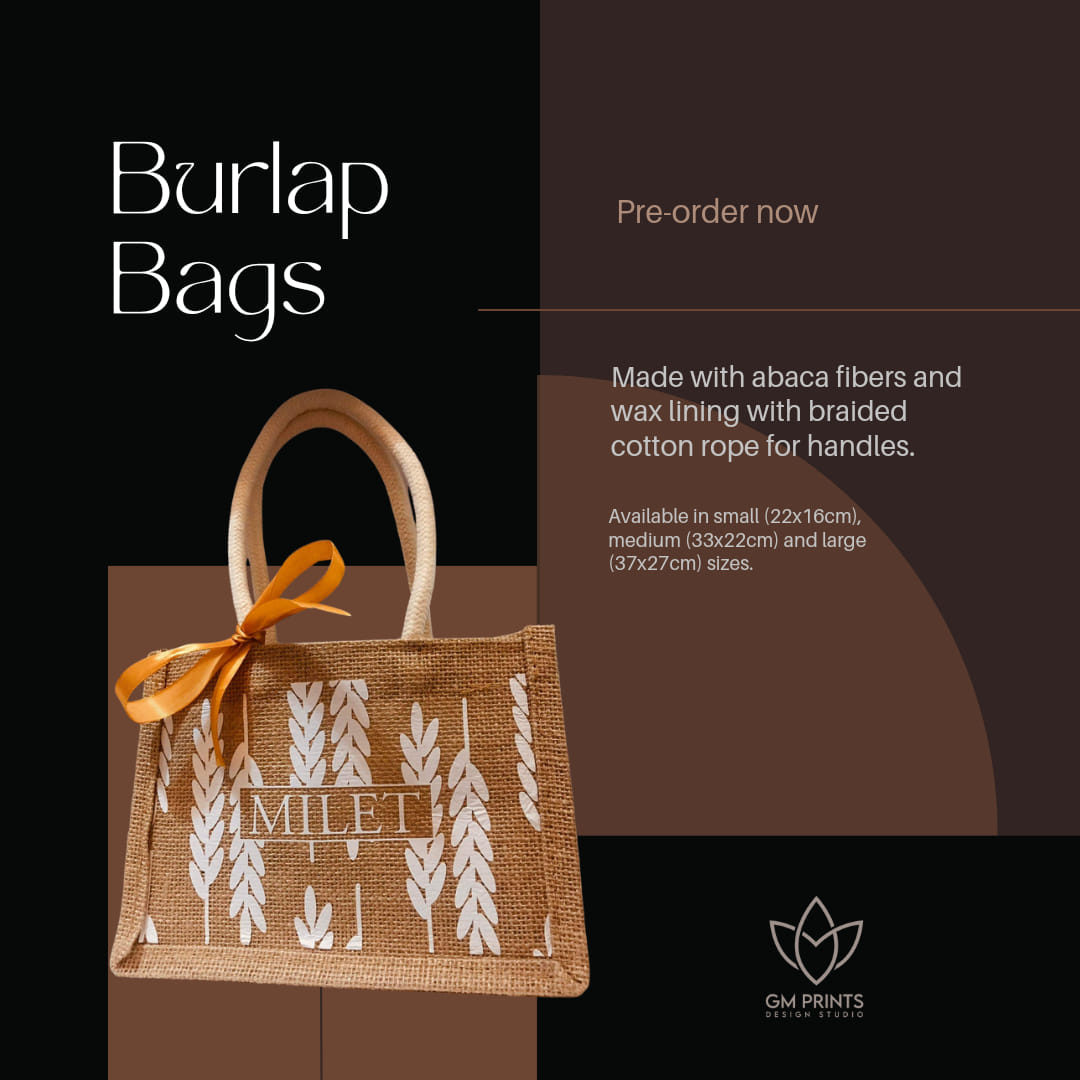 Burlap
Bags
Pre-order now
Made with abaca fibers and
wax lining with braided
cotton rope for handles.
Available in small (22x16cm),
medium (33x22cm) and large
(37x27cm) sizes.
MILET
GM PRINTS
DESIGN STUDIO